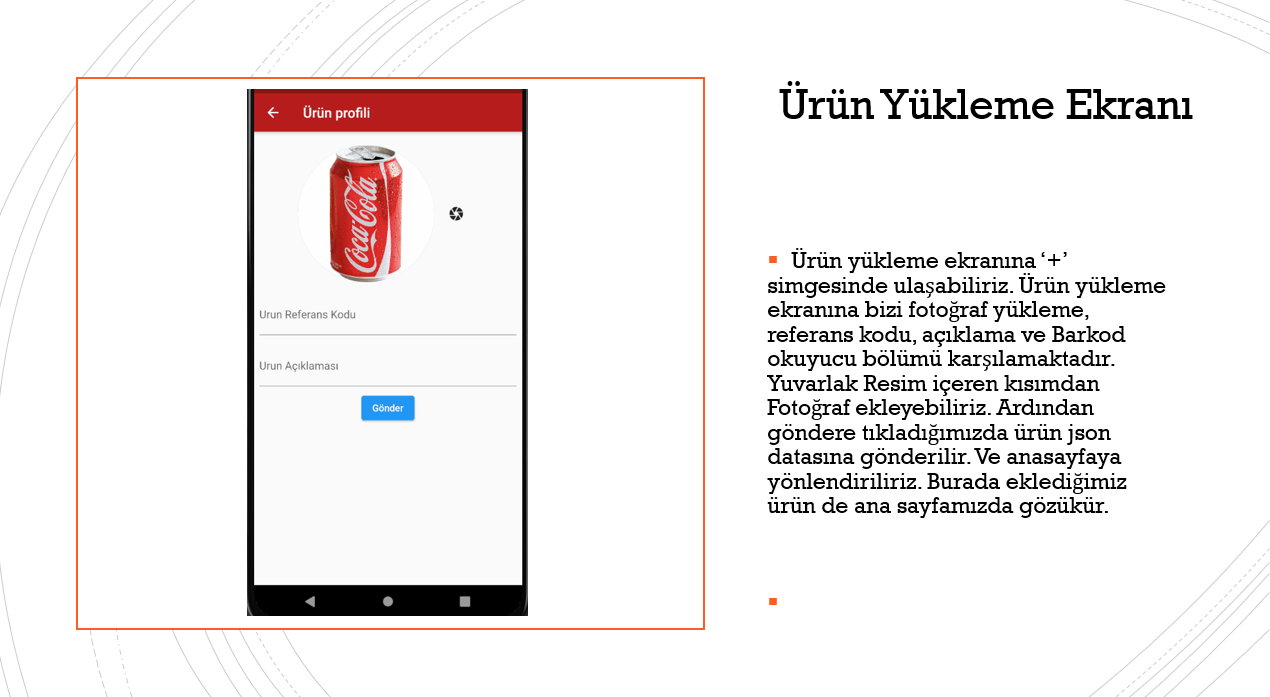 Ürün Yükleme Ekranı
Ürün profili
Coca-Cola
Urun Referans Kodu
Urun Açıklaması
Gönder
Ürün yükleme ekranına ‘+’
simgesinde ulaşabiliriz. Ürün yükleme
ekranına bizi fotoğraf yükleme,
referans kodu, açıklama ve Barkod
okuyucu bölümü karşılamaktadır.
Yuvarlak Resim içeren kısımdan
Fotoğraf ekleyebiliriz. Ardından
göndere tıkladığımızda ürün json
datasına gönderilir. Ve anasayfaya
yönlendiriliriz. Burada eklediğimiz
ürün de ana sayfamızda gözükür.